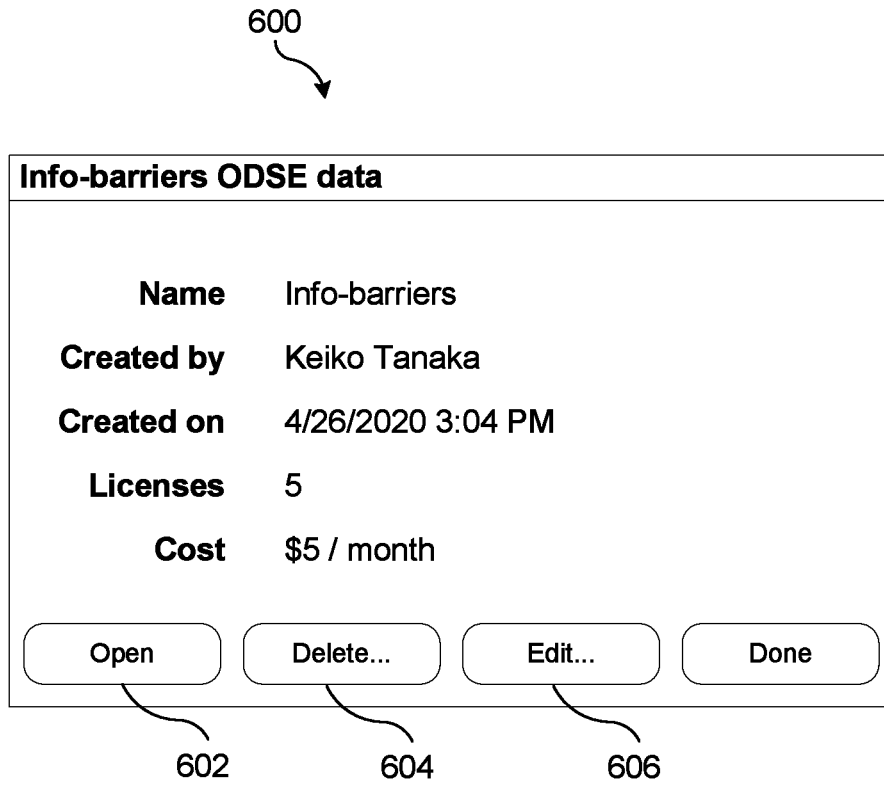 600
Info-barriers ODSE data
Name Info-barriers
Created by Keiko Tanaka
Created on 4/26/2020 3:04 PM
Licenses 5
Cost $5 / month
Open Delete... Edit... Done
602 604 606